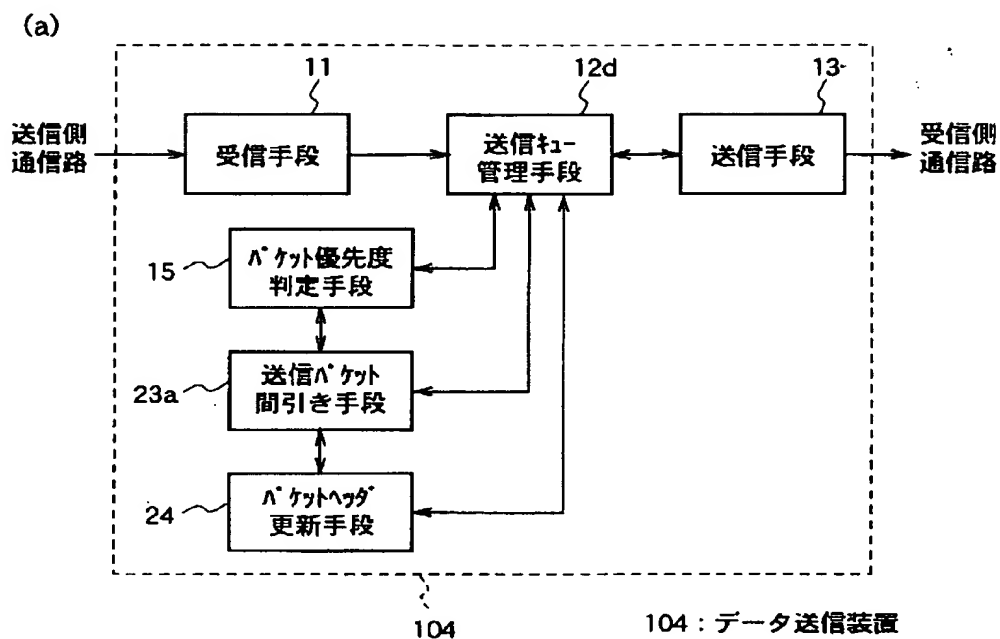 (a)
11
12d
13
送信側
通信路
受信手段
送信ｷｭｰ
管理手段
送信手段
受信側
通信路
15
ﾊﾟｹｯﾄ優先度
判定手段
23a
送信ﾊﾟｹｯﾄ
間引き手段
24
ﾊﾟｹｯﾄﾍｯﾀﾞ
更新手段
104
104：データ送信装置